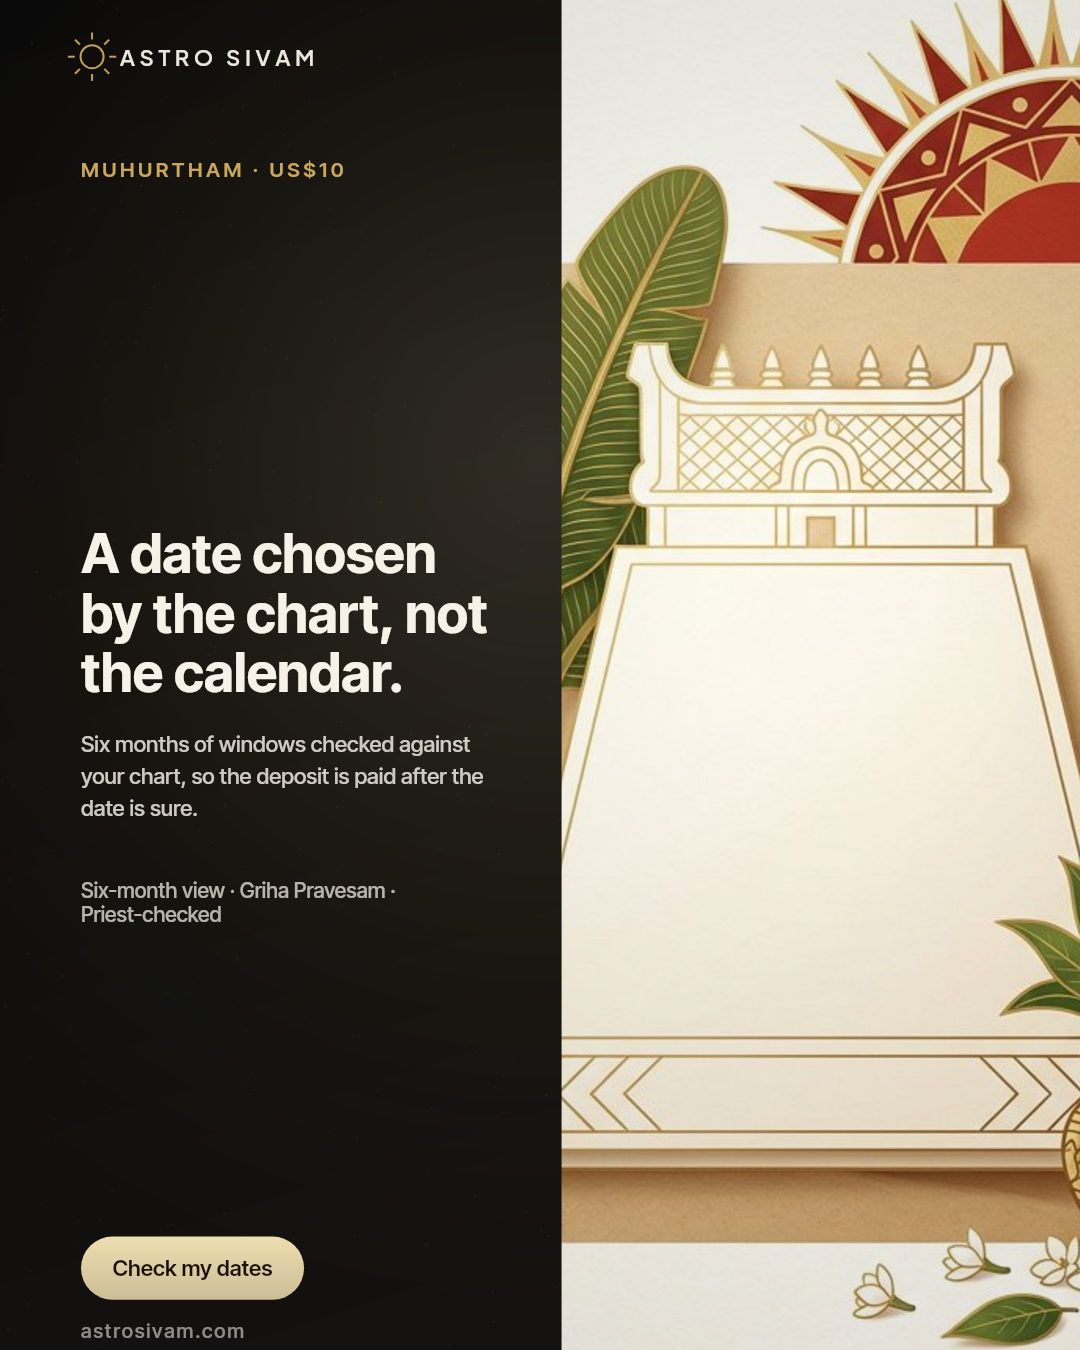 ASTRO SIVAM
MUHURTHAM · US$10
A date chosen
by the chart, not
the calendar.
Six months of windows checked against
your chart, so the deposit is paid after the
date is sure.
Six-month view · Griha Pravesam ·
Priest-checked
Check my dates
astrosivam.com